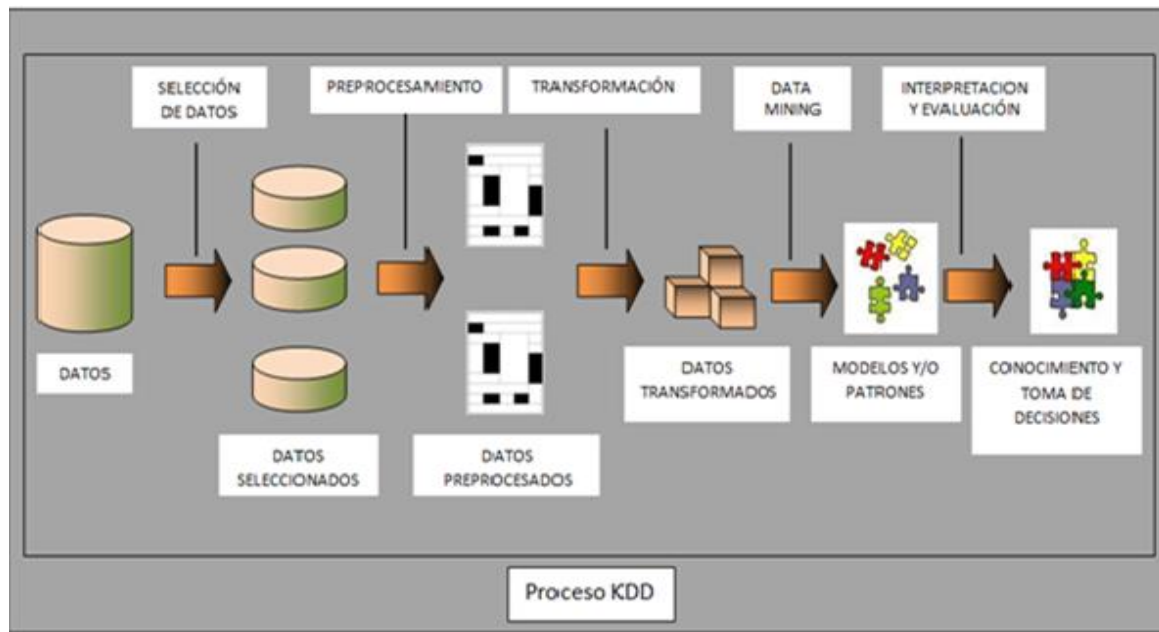 SELECCIÓN
DE DATOS
PREPROCESAMIENTO
TRANSFORMACIÓN
DATA
MINING
INTERPRETACION
Y EVALUACIÓN
DATOS
DATOS
SELECCIONADOS
DATOS
PREPROCESADOS
DATOS
TRANSFORMADOS
MODELOS Y/O
PATRONES
CONOCIMIENTO Y
TOMA DE
DECISIONES
Proceso KDD